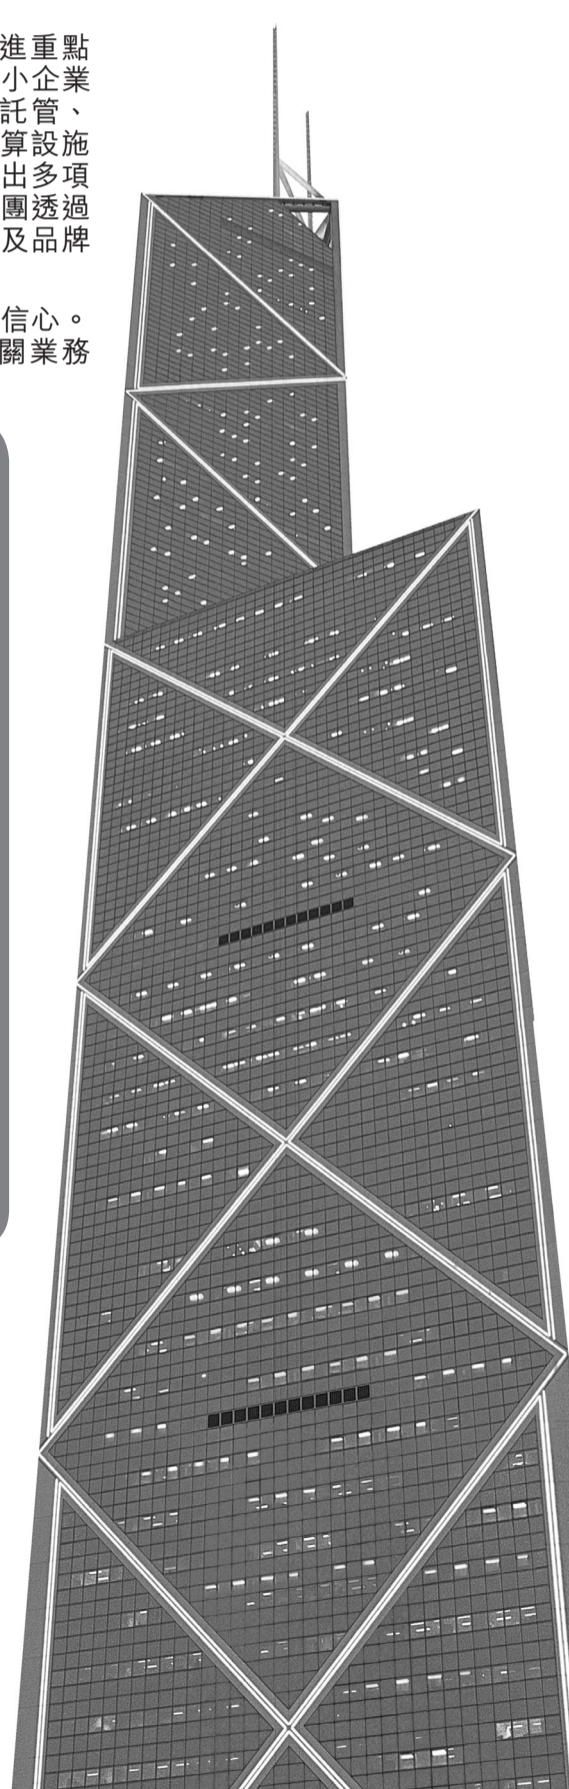 進重點
小企業
託管、
算設施
出多項
團透過
及品牌
信心。
關業務